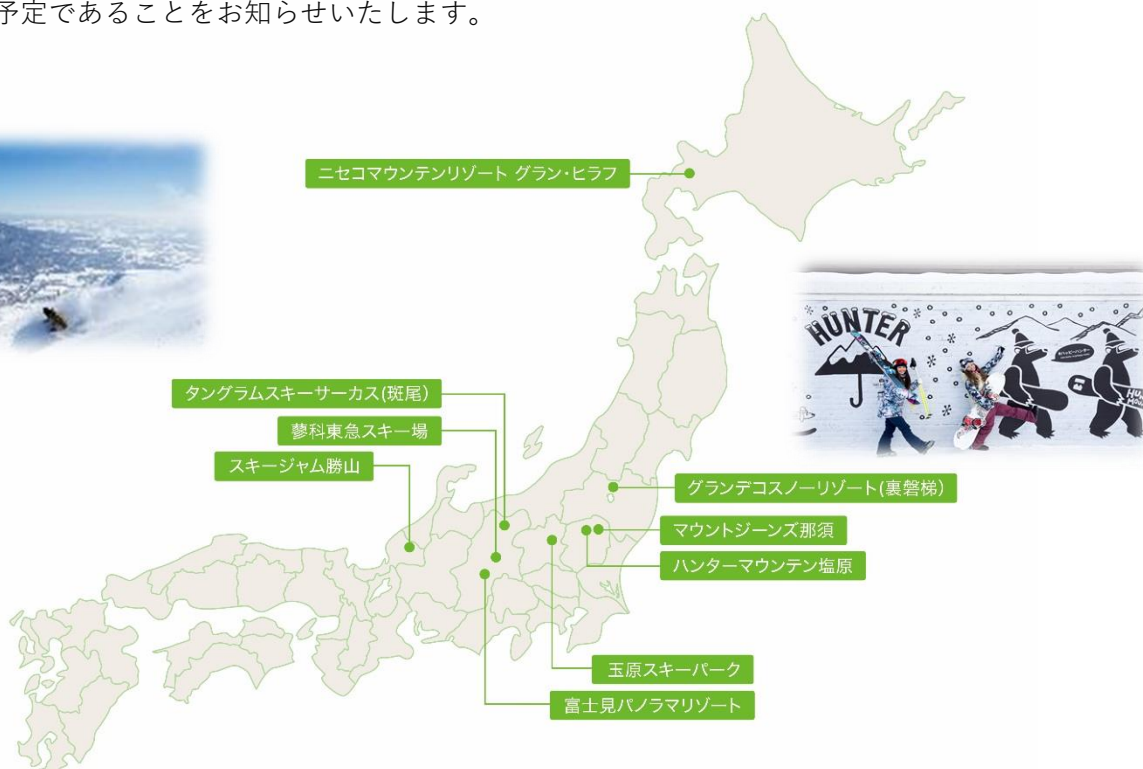 予定であることをお知らせいたします。
ニセコマウンテンリゾート グラン・ヒラフ
HUNTER
タングラムスキーサーカス(斑尾)
蓼科東急スキー場
スキージャム勝山
グランデコスノーリゾート(裏磐梯)
マウントジーンズ那須
ハンターマウンテン塩原
玉原スキーパーク
富士見パノラマリゾート